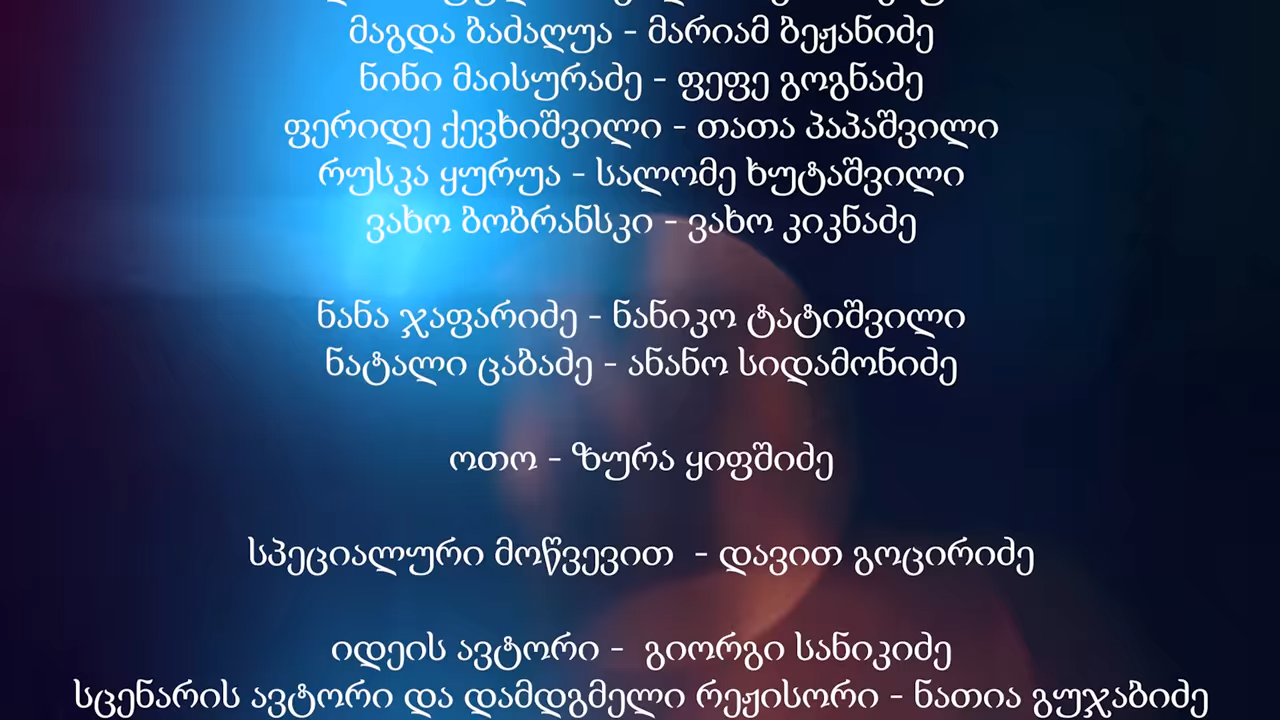 მაგდა ბაძაღუა - მარიამ ბეჟანიძე
ნინი მაისურაძე - ფეფე გოგნაძე
ფერიდე ქევხიშვილი - თათა პაპაშვილი
რუსკა ყურუა - სალომე ხუტაშვილი
ვახო ბობრანსკი - ვახო კიკნაძე
ნანა ჯაფარიძე - ნანიკო ტატიშვილი
ნატალი ცაბაძე - ანანო სიდამონიძე
ოთო - ზურა ყიფშიძე
სპეციალური მოწვევით - დავით გოცირიძე
იდეის ავტორი - გიორგი სანიკიძე
სცენარის ავტორი და დამდგმელი რეჟისორი - ნათია გუჯაბიძე